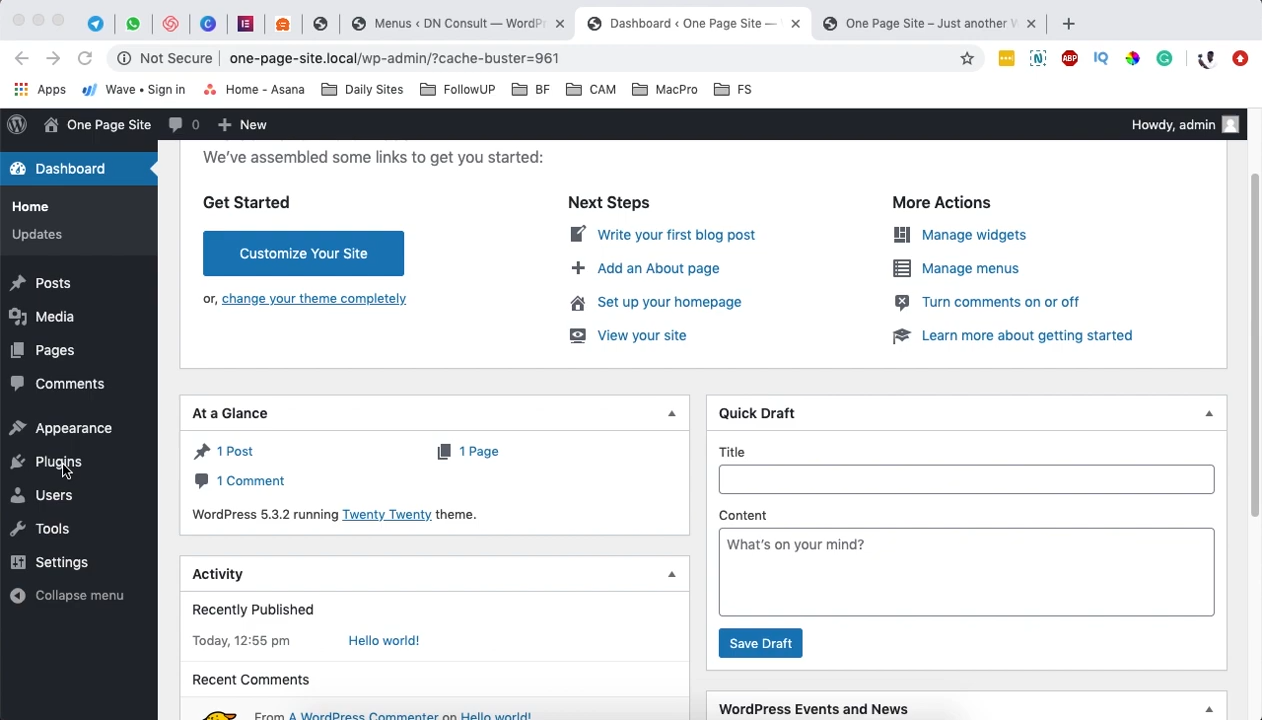 Menus ‹ DN Consult — WordPr
Dashboard ‹ One Page Site —
One Page Site – Just another W
Not Secure
one-page-site.local/wp-admin/?cache-buster=961
ABP
IQ
Apps
Wave • Sign in
Home - Asana
Daily Sites
FollowUP
BF
CAM
MacPro
FS
One Page Site
0
New
Howdy, admin
Dashboard
Home
Updates
Posts
Media
Pages
Comments
Appearance
Plugins
Users
Tools
Settings
Collapse menu
We've assembled some links to get you started:
Get Started
Customize Your Site
or, change your theme completely
Next Steps
Write your first blog post
Add an About page
Set up your homepage
View your site
More Actions
Manage widgets
Manage menus
Turn comments on or off
Learn more about getting started
At a Glance
1 Post
1 Page
1 Comment
WordPress 5.3.2 running Twenty Twenty theme.
Activity
Recently Published
Today, 12:55 pm
Hello world!
Recent Comments
From A WordPress Commenter on Hello world!
Quick Draft
Title
Content
What's on your mind?
Save Draft
WordPress Events and News